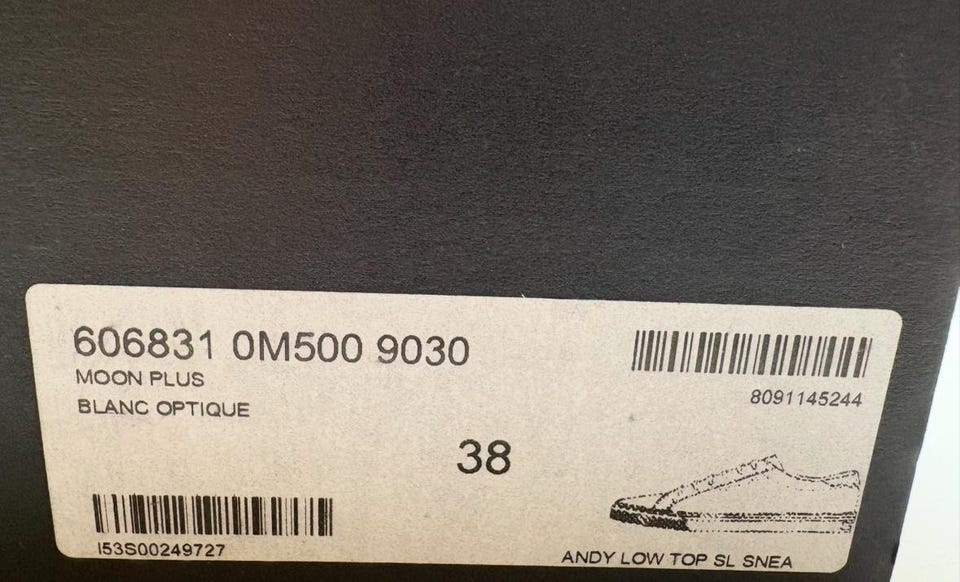 606831 0M500 9030
MOON PLUS
BLANC OPTIQUE
8091145244
38
I53S00249727
ANDY LOW TOP SL SNEA